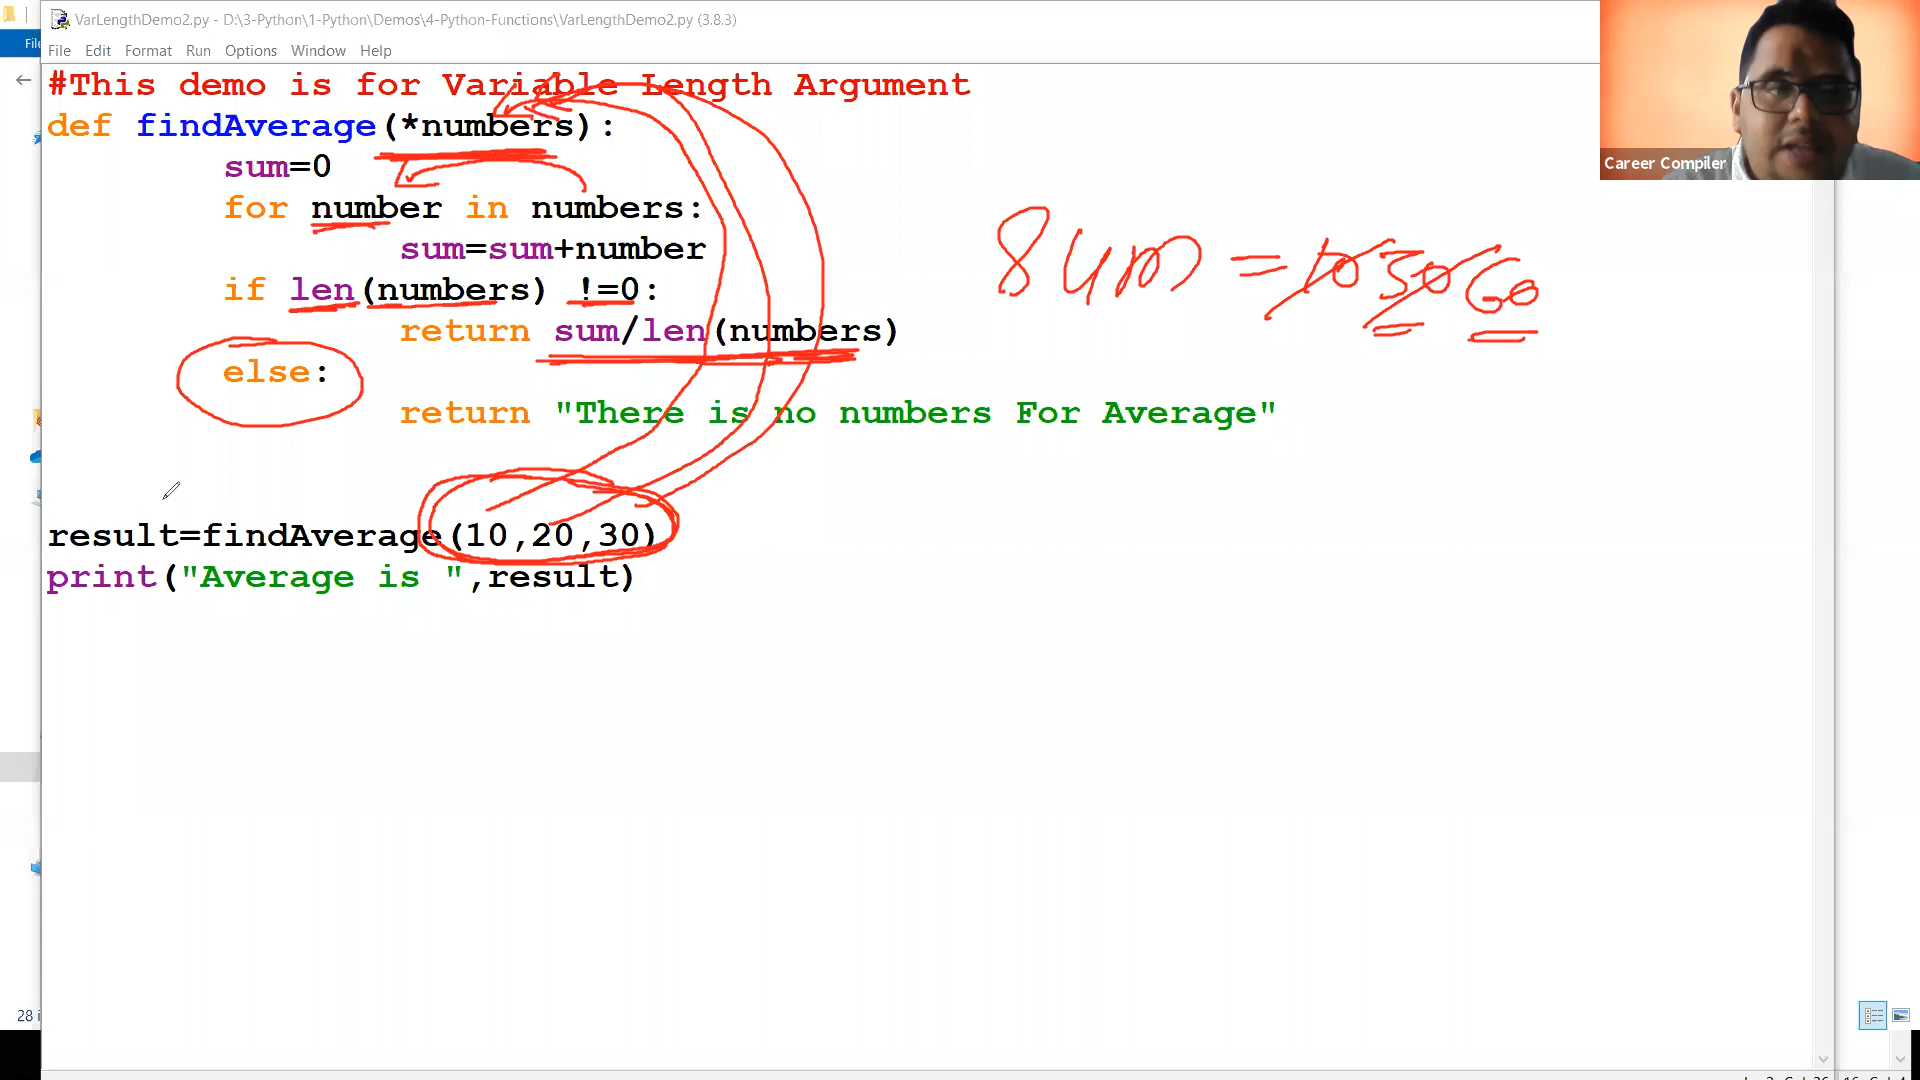 VarLengthDemo2.py - D:\3-Python\1-Python\Demos\4-Python-Functions\VarLengthDemo2.py (3.8.3)
File
File Edit Format Run Options Window Help
#This demo is for Variable Length Argument
def findAverage(*numbers):
sum=0
for number in numbers:
sum=sum+number
if len(numbers) !=0:
return sum/len(numbers)
else:
return "There is no numbers For Average"
result=findAverage(10,20,30)
print("Average is ",result)
Sum = 10 30 60
Career Compiler
28 i